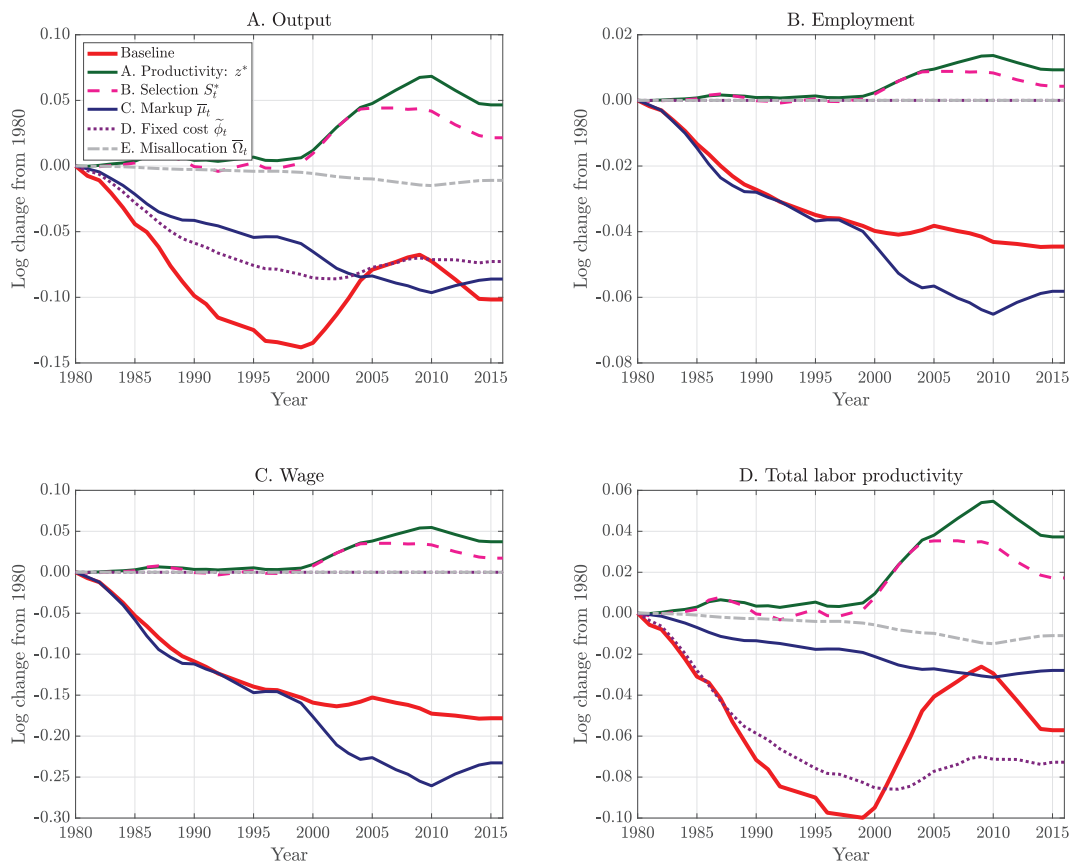 A. Output
0.10
0.05
0.00
-0.05
-0.10
-0.15
Log change from 1980
Baseline
A. Productivity: z*
B. Selection S*_t
C. Markup μ̅_t
D. Fixed cost ϕ̃_t
E. Misallocation Ω̅_t
1980 1985 1990 1995 2000 2005 2010 2015
Year
B. Employment
0.02
0.00
-0.02
-0.04
-0.06
-0.08
Log change from 1980
1980 1985 1990 1995 2000 2005 2010 2015
Year
C. Wage
0.10
0.05
0.00
-0.05
-0.10
-0.15
-0.20
-0.25
-0.30
Log change from 1980
1980 1985 1990 1995 2000 2005 2010 2015
Year
D. Total labor productivity
0.06
0.04
0.02
0.00
-0.02
-0.04
-0.06
-0.08
-0.10
Log change from 1980
1980 1985 1990 1995 2000 2005 2010 2015
Year